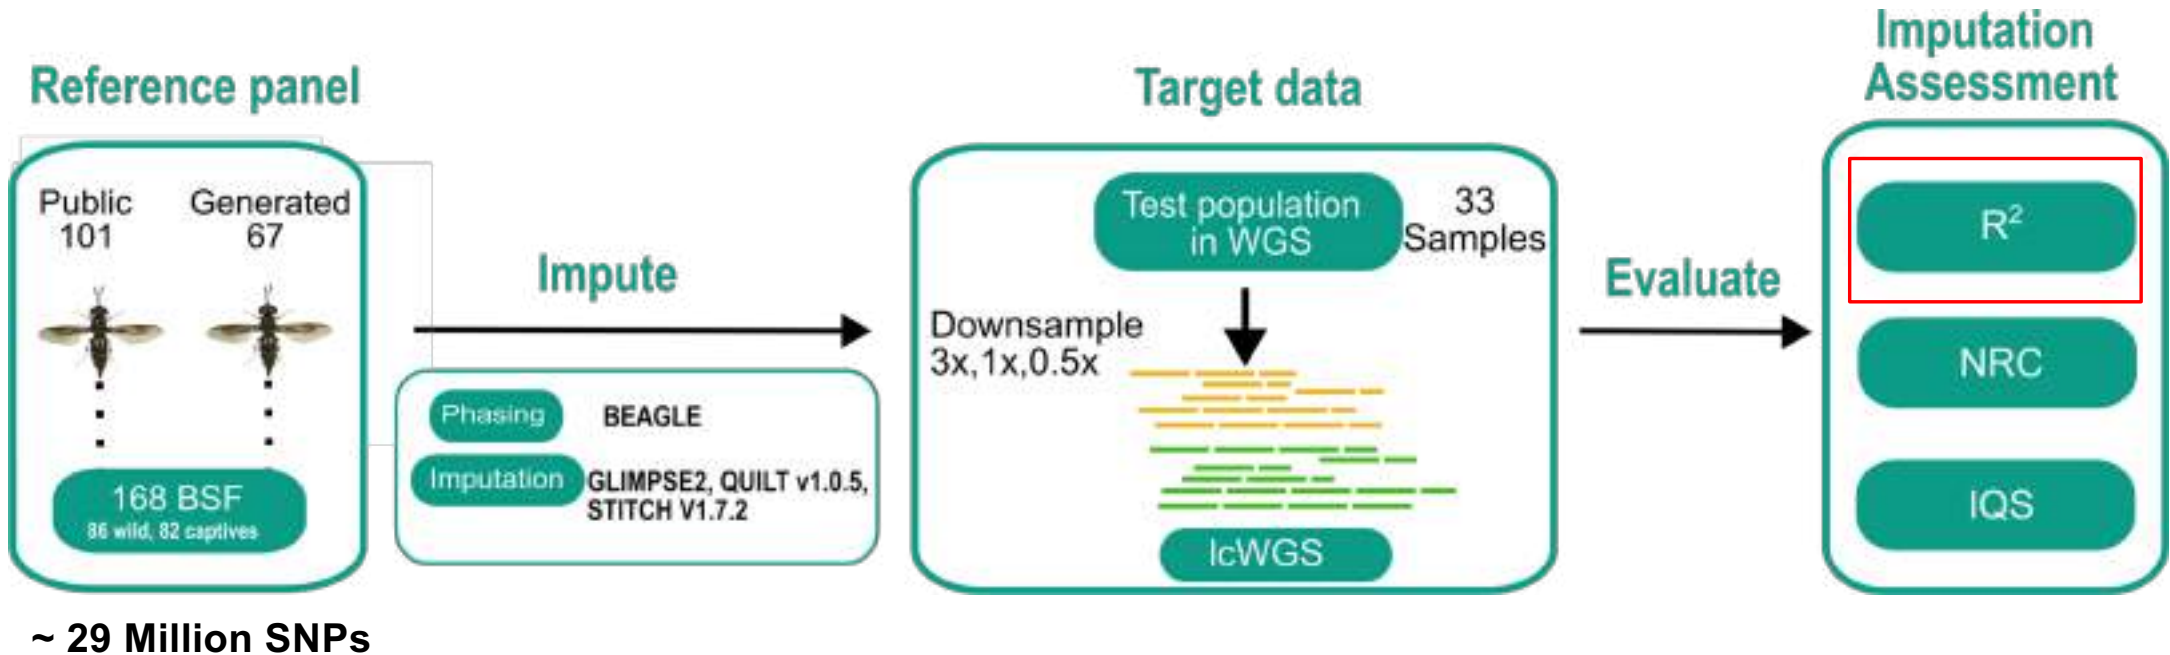 Reference panel
Public
101
Generated
67
168 BSF
86 wild, 82 captives
~ 29 Million SNPs
Impute
Phasing
BEAGLE
Imputation
GLIMPSE2, QUILT v1.0.5,
STITCH V1.7.2
Target data
Test population
in WGS
33
Samples
Downsample
3x,1x,0.5x
lcWGS
Evaluate
Imputation
Assessment
R²
NRC
IQS